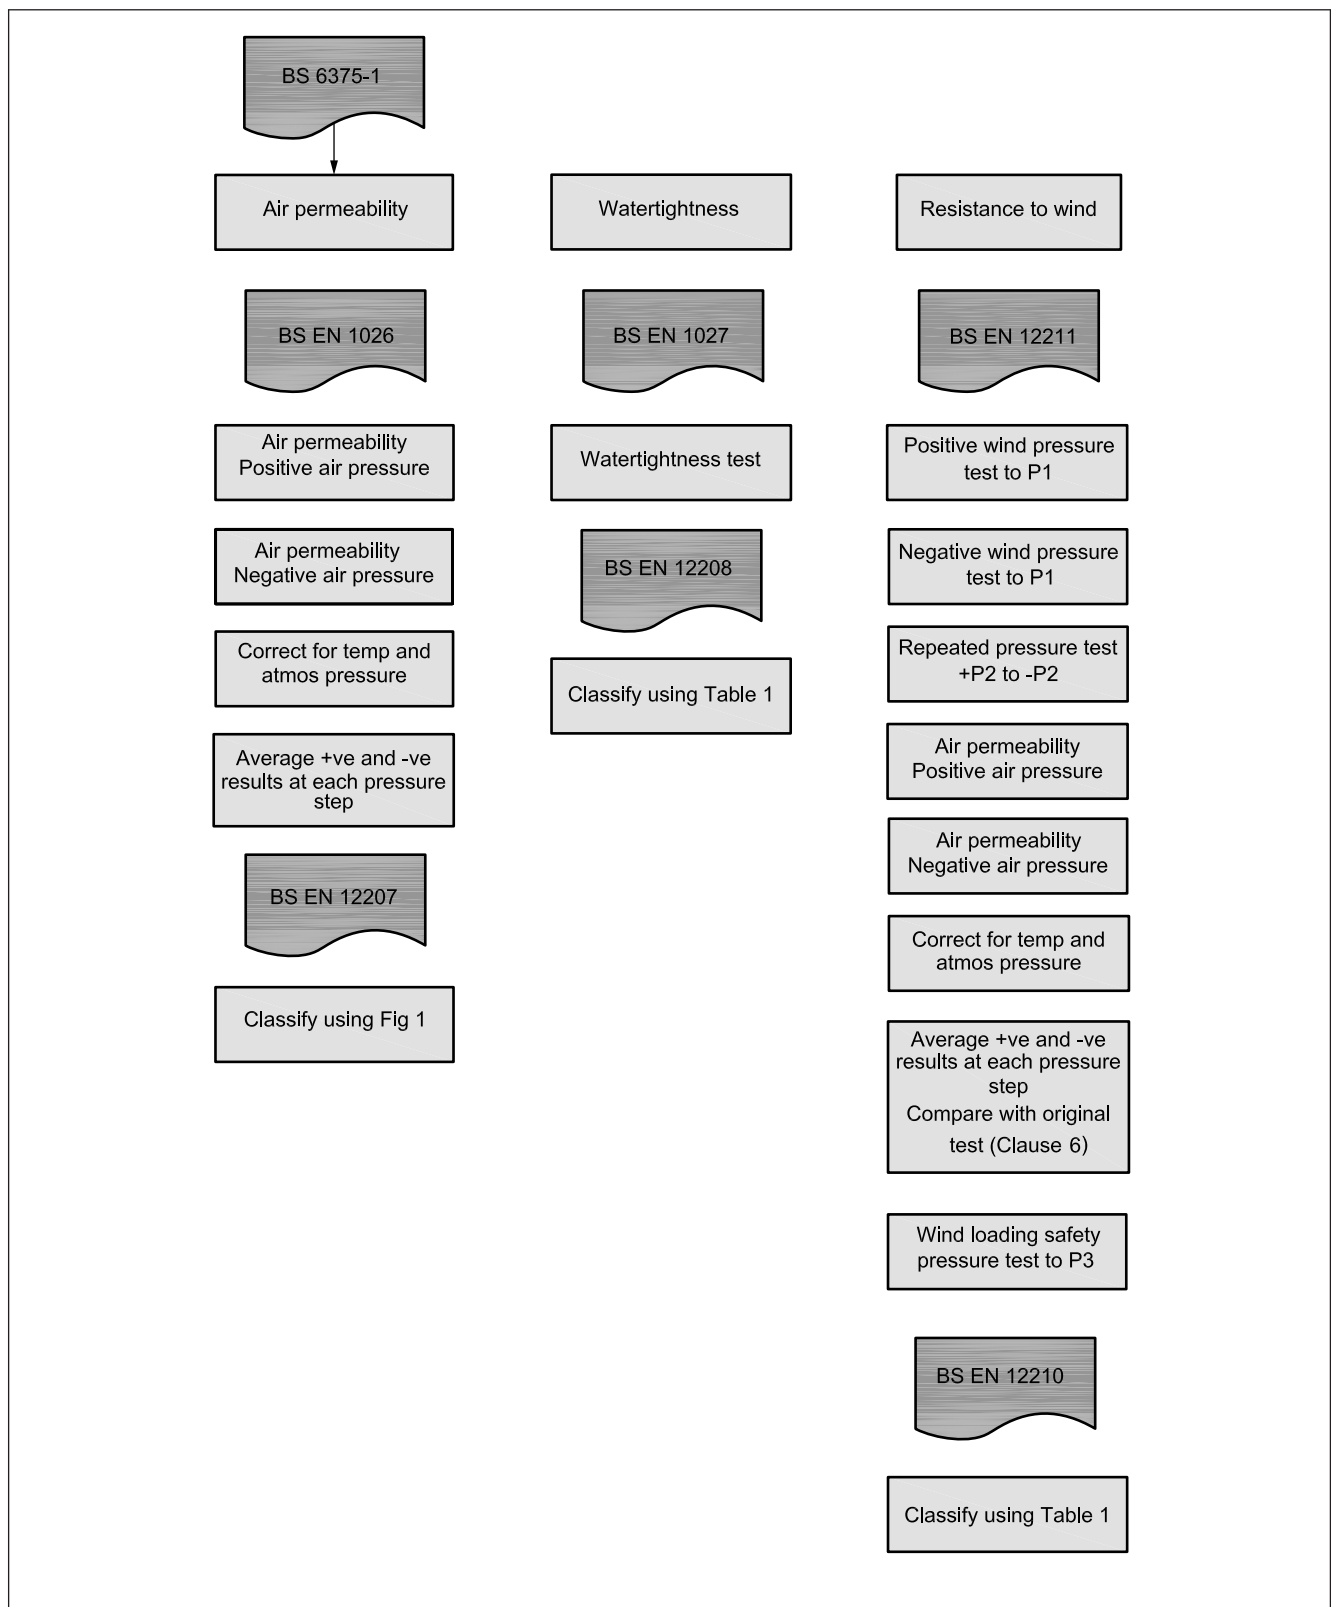 BS 6375-1
Air permeability
Watertightness
Resistance to wind
BS EN 1026
BS EN 1027
BS EN 12211
Air permeability
Positive air pressure
Watertightness test
Positive wind pressure
test to P1
Air permeability
Negative air pressure
BS EN 12208
Negative wind pressure
test to P1
Correct for temp and
atmos pressure
Classify using Table 1
Repeated pressure test
+P2 to -P2
Average +ve and -ve
results at each pressure
step
Air permeability
Positive air pressure
BS EN 12207
Air permeability
Negative air pressure
Classify using Fig 1
Correct for temp and
atmos pressure
Average +ve and -ve
results at each pressure
step
Compare with original
test (Clause 6)
Wind loading safety
pressure test to P3
BS EN 12210
Classify using Table 1